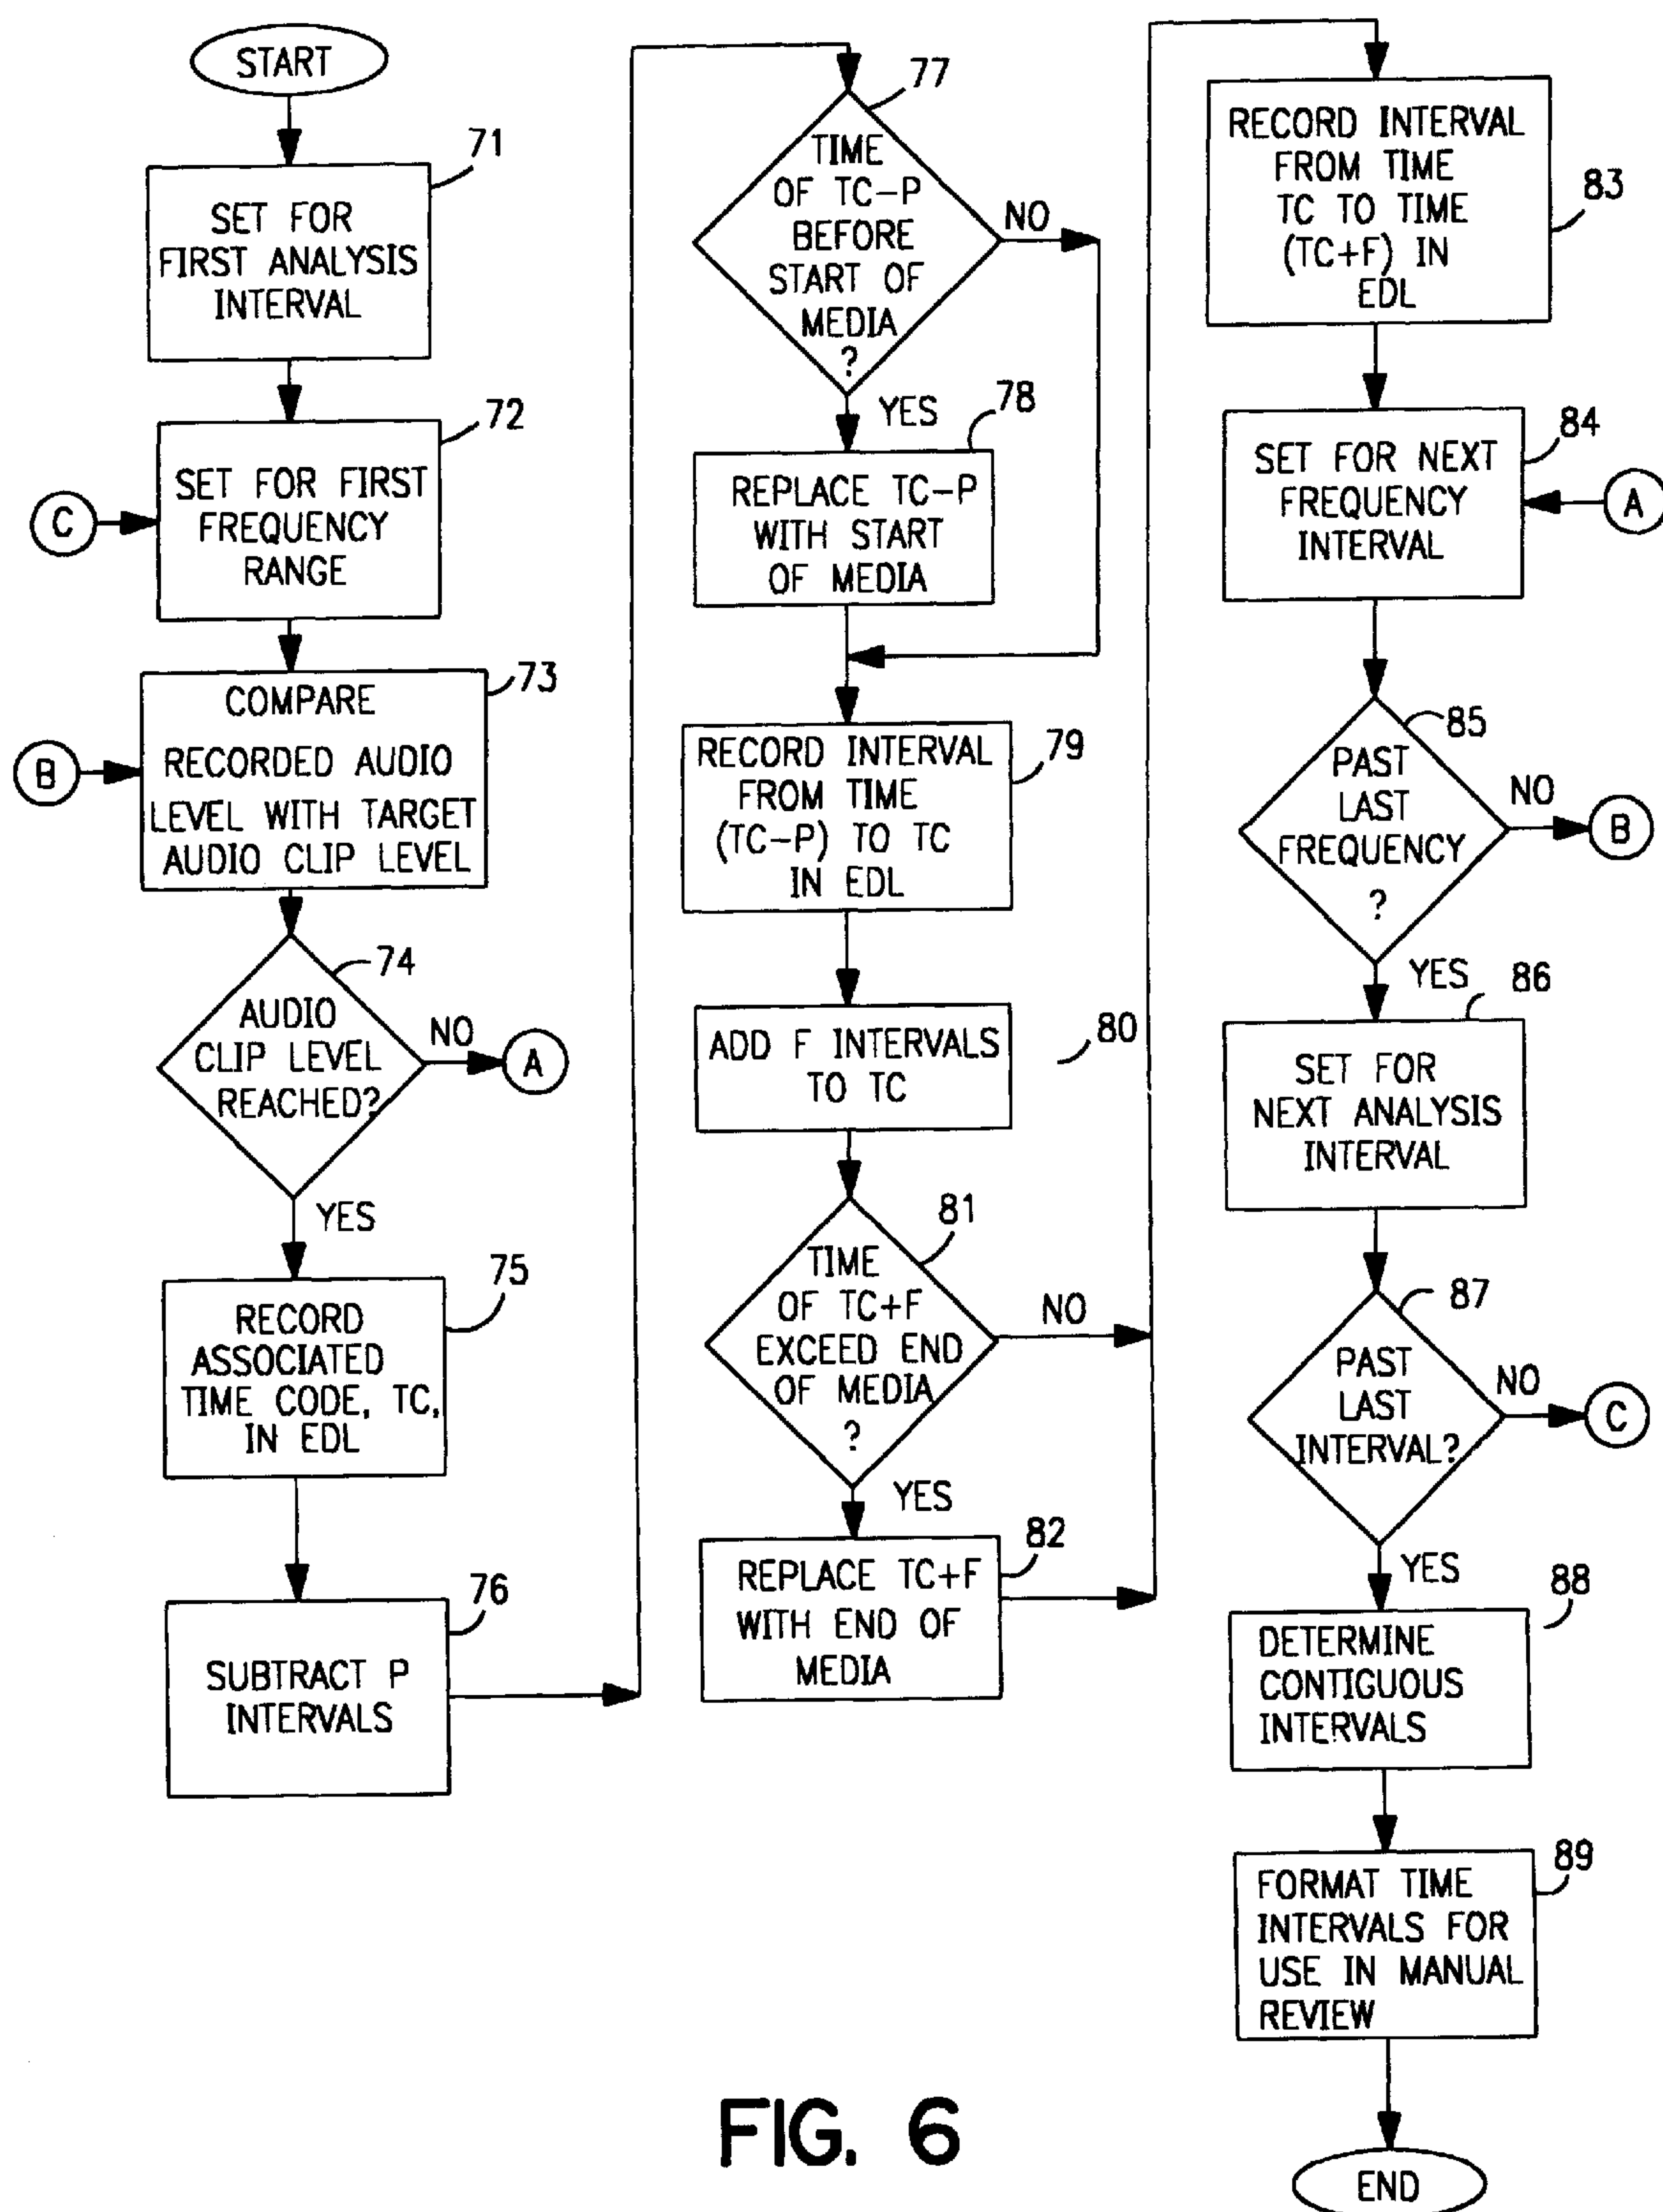 START
71
SET FOR
FIRST ANALYSIS
INTERVAL
72
C
SET FOR FIRST
FREQUENCY
RANGE
73
B
COMPARE
RECORDED AUDIO
LEVEL WITH TARGET
AUDIO CLIP LEVEL
74
AUDIO
CLIP LEVEL
REACHED?
NO
A
YES
75
RECORD
ASSOCIATED
TIME CODE, TC,
IN EDL
76
SUBTRACT P
INTERVALS
77
TIME
OF TC-P
BEFORE
START OF
MEDIA
?
NO
YES
78
REPLACE TC-P
WITH START
OF MEDIA
79
RECORD INTERVAL
FROM TIME
(TC-P) TO TC
IN EDL
80
ADD F INTERVALS
TO TC
81
TIME
OF TC+F
EXCEED END
OF MEDIA
?
NO
YES
82
REPLACE TC+F
WITH END OF
MEDIA
83
RECORD INTERVAL
FROM TIME
TC TO TIME
(TC+F) IN
EDL
84
SET FOR NEXT
FREQUENCY
INTERVAL
A
85
PAST
LAST
FREQUENCY
?
NO
B
YES
86
SET FOR
NEXT ANALYSIS
INTERVAL
87
PAST
LAST
INTERVAL?
NO
C
YES
88
DETERMINE
CONTIGUOUS
INTERVALS
89
FORMAT TIME
INTERVALS FOR
USE IN MANUAL
REVIEW
END
FIG. 6